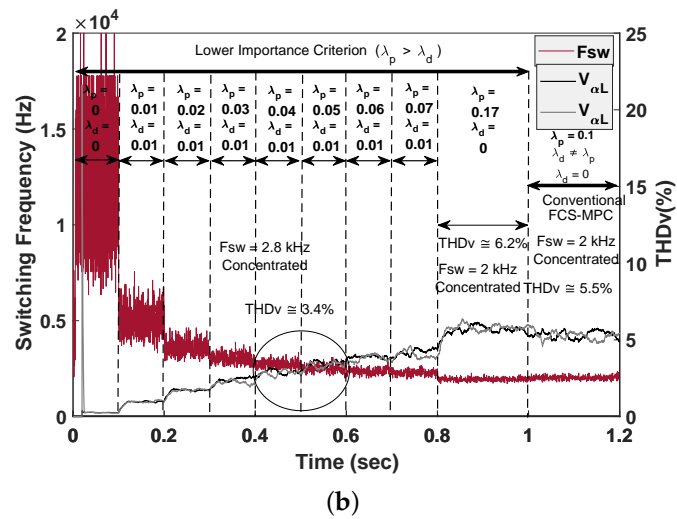 × 10⁴
Lower Importance Criterion ( λp > λd )
Fsw
VαL
VαL
λp = 0
λd = 0
λp = 0.01
λd = 0.01
λp = 0.02
λd = 0.01
λp = 0.03
λd = 0.01
λp = 0.04
λd = 0.01
λp = 0.05
λd = 0.01
λp = 0.06
λd = 0.01
λp = 0.07
λd = 0.01
λp = 0.17
λd = 0
λp = 0.1
λd ≠ λp
λd = 0
Conventional
FCS-MPC
Fsw = 2.8 kHz
Concentrated
THDv ≅ 3.4%
THDv ≅ 6.2%
Fsw = 2 kHz
Concentrated
Fsw = 2 kHz
Concentrated
THDv ≅ 5.5%
Switching Frequency (Hz)
2
1.5
1
0.5
0
THDv(%)
25
20
15
10
5
0
0 0.2 0.4 0.6 0.8 1 1.2
Time (sec)
(b)